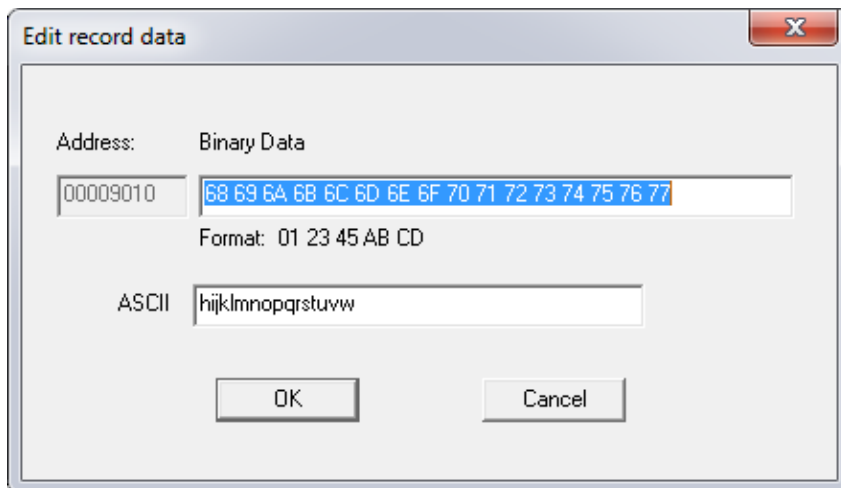 Edit record data
Address: Binary Data
00009010 68 69 6A 6B 6C 6D 6E 6F 70 71 72 73 74 75 76 77
Format: 01 23 45 AB CD
ASCII hijklmnopqrstuvw
OK Cancel